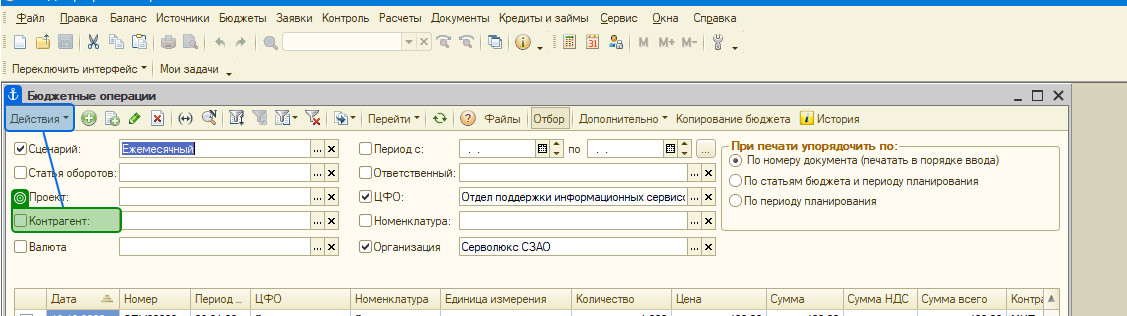 Файл Правка Баланс Источники Бюджеты Заявки Контроль Расчеты Документы Кредиты и займы Сервис Окна Справка
31 M M+ M-
Переключить интерфейс Мои задачи
Бюджетные операции
Действия Перейти Файлы Отбор Дополнительно Копирование бюджета История
Сценарий: Ежемесячный ... x Период с: . . по . . ... При печати упорядочить по:
Статья оборотов: ... x Ответственный: ... x По номеру документа (печатать в порядке ввода)
Проект: ... x ЦФО: Отдел поддержки информационных сервисс ... x По статьям бюджета и периоду планирования
Контрагент: ... x Номенклатура: ... x По периоду планирования
Валюта ... x Организация Серволюкс СЗАО ... x
Дата Номер Период ... ЦФО Номенклатура Единица измерения Количество Цена Сумма Сумма НДС Сумма всего Контра